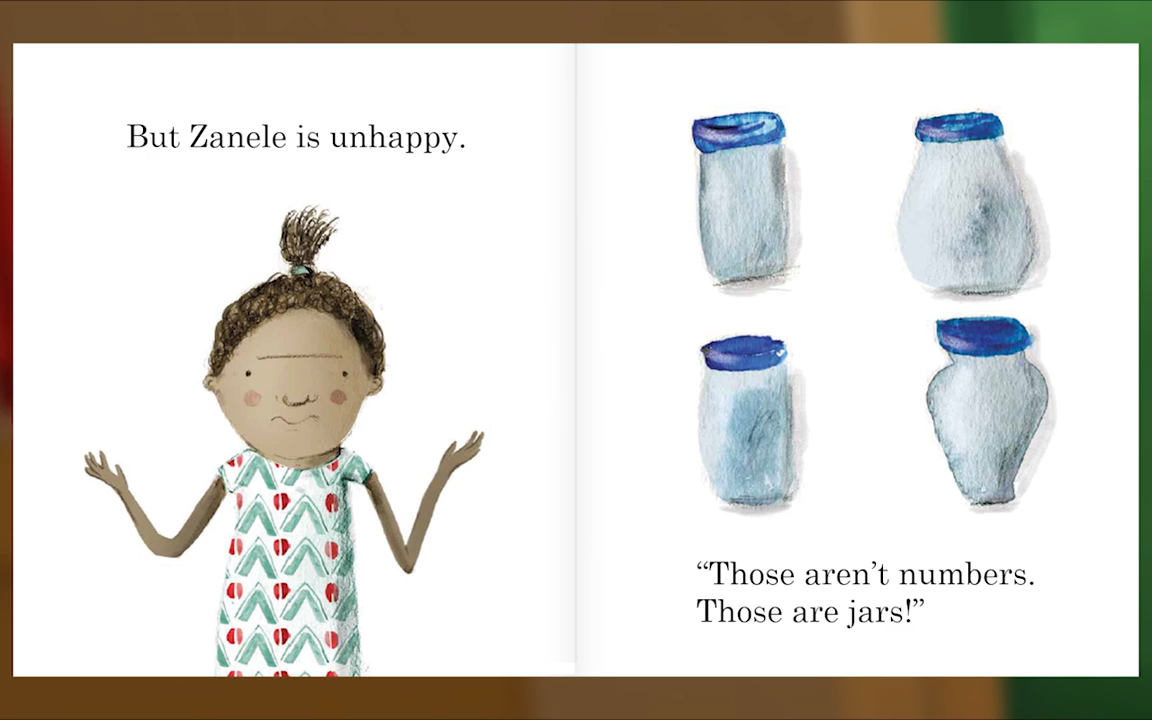 But Zanele is unhappy.
“Those aren’t numbers.
Those are jars!”